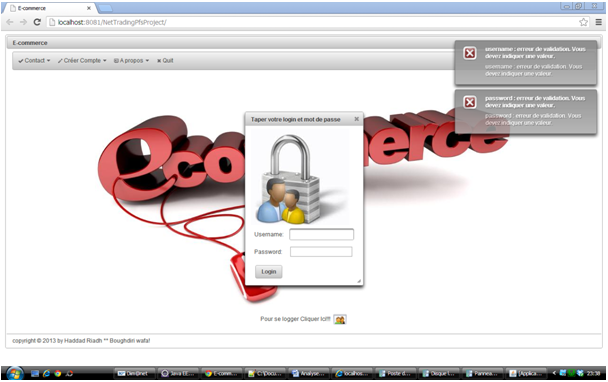 E-commerce
localhost:8081/NetTradingPfsProject/
E-commerce
Contact Créer Compte A propos Quit
username : erreur de validation. Vous
devez indiquer une valeur.
username : erreur de validation. Vous
devez indiquer une valeur.
password : erreur de validation. Vous
devez indiquer une valeur.
password : erreur de validation. Vous
devez indiquer une valeur.
Taper votre login et mot de passe
ecommerce
Username:
Password:
Login
Pour se logger Cliquer Ici!!!
copyright © 2013 by Haddad Riadh ** Boughdiri wafa!
Dim@net Java EE... E-comm... C:\Docu... Analyse... localhos... Poste d... Disque l... Pannea... [Applica... 23:38